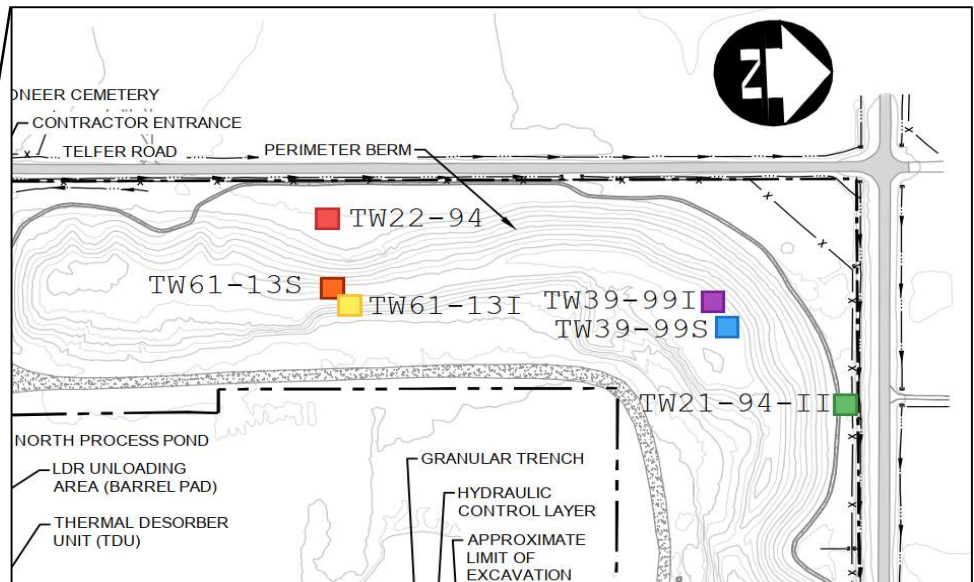 ONEER CEMETERY
CONTRACTOR ENTRANCE
TELFER ROAD
PERIMETER BERM
N
TW22-94
TW61-13S
TW61-13I
TW39-99I
TW39-99S
TW21-94-II
NORTH PROCESS POND
LDR UNLOADING
AREA (BARREL PAD)
THERMAL DESORBER
UNIT (TDU)
GRANULAR TRENCH
HYDRAULIC
CONTROL LAYER
APPROXIMATE
LIMIT OF
EXCAVATION